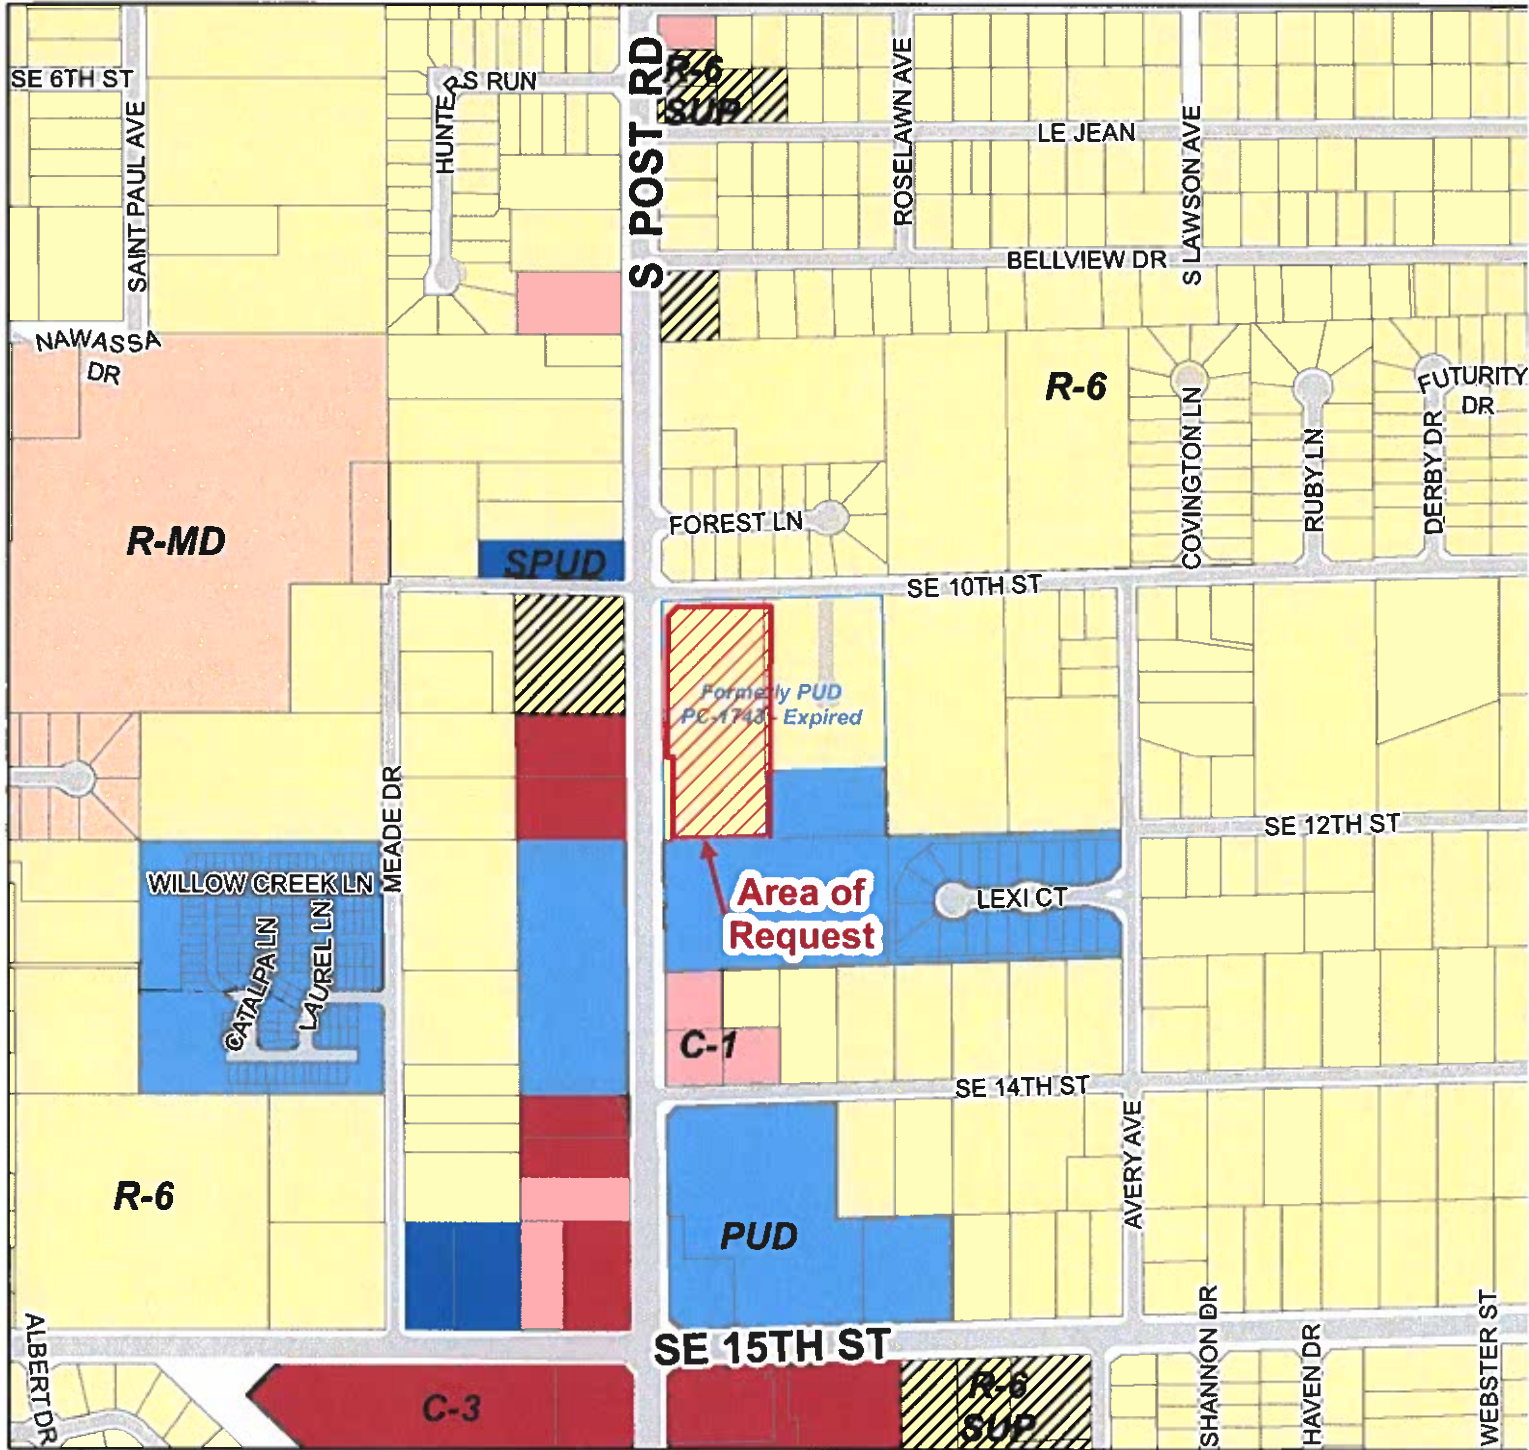 SE 6TH ST
SAINT PAUL AVE
HUNTERS RUN
S POST RD
R-6
SUP
ROSELAWN AVE
LE JEAN
S LAWSON AVE
BELLVIEW DR
NAWASSA
DR
R-6
COVINGTON LN
RUBY LN
DERBY DR
FUTURITY
DR
R-MD
FOREST LN
SPUD
SE 10TH ST
Formerly PUD
PC-1743 - Expired
MEADE DR
SE 12TH ST
WILLOW CREEK LN
CATALPA LN
LAUREL LN
Area of
Request
LEXI CT
C-1
SE 14TH ST
AVERY AVE
R-6
PUD
SE 15TH ST
ALBERT DR
C-3
R-6
SUP
SHANNON DR
HAVEN DR
WEBSTER ST